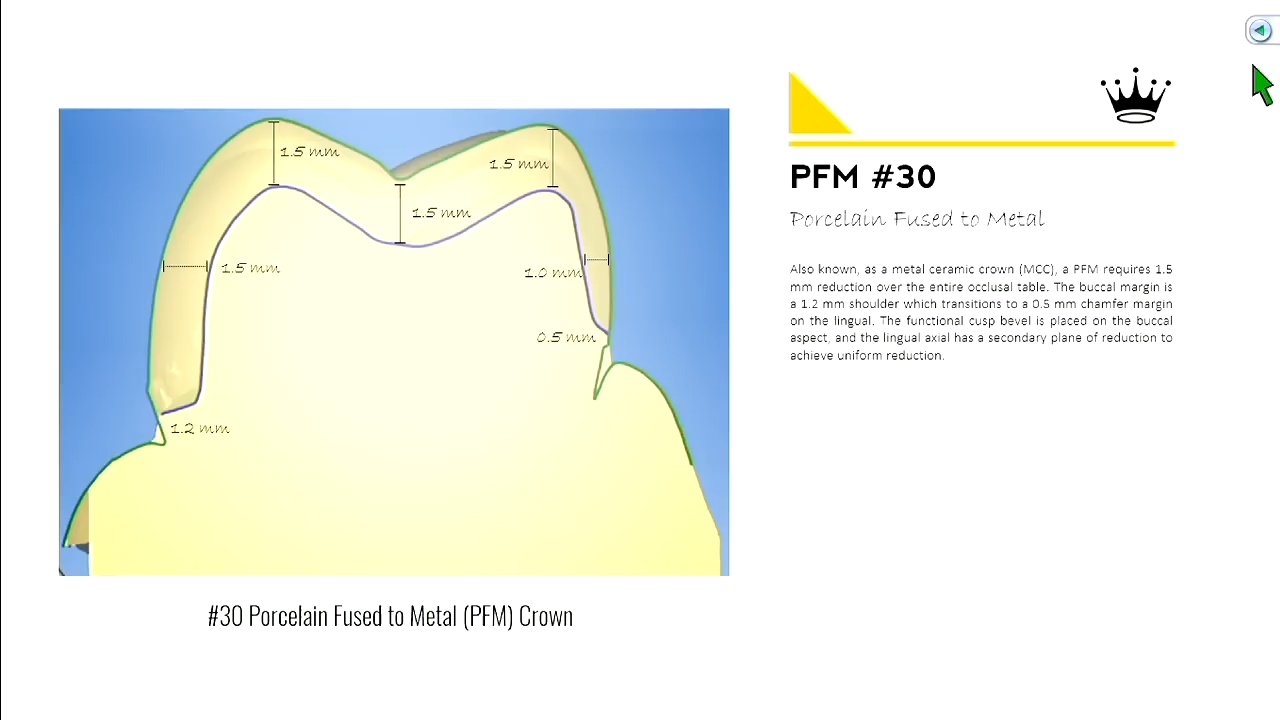 1.5 mm
1.5 mm
1.5 mm
1.5 mm
1.0 mm
0.5 mm
1.2 mm
#30 Porcelain Fused to Metal (PFM) Crown
PFM #30
Porcelain Fused to Metal
Also known, as a metal ceramic crown (MCC), a PFM requires 1.5
mm reduction over the entire occlusal table. The buccal margin is
a 1.2 mm shoulder which transitions to a 0.5 mm chamfer margin
on the lingual. The functional cusp bevel is placed on the buccal
aspect, and the lingual axial has a secondary plane of reduction to
achieve uniform reduction.